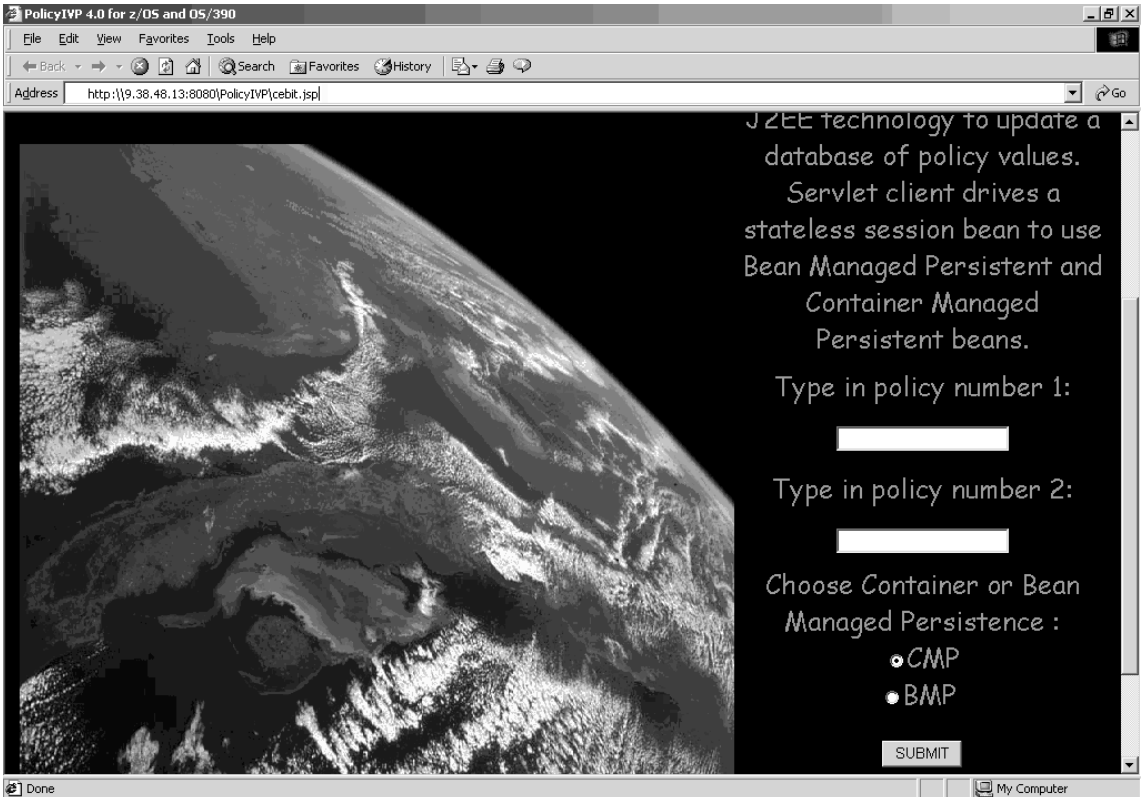 PolicyIVP 4.0 for z/OS and OS/390
File Edit View Favorites Tools Help
Back Search Favorites History
Address http:\\9.38.48.13:8080\PolicyIVP\cebit.jsp Go
J2EE technology to update a
database of policy values.
Servlet client drives a
stateless session bean to use
Bean Managed Persistent and
Container Managed
Persistent beans.
Type in policy number 1:
Type in policy number 2:
Choose Container or Bean
Managed Persistence :
CMP
BMP
SUBMIT
Done My Computer